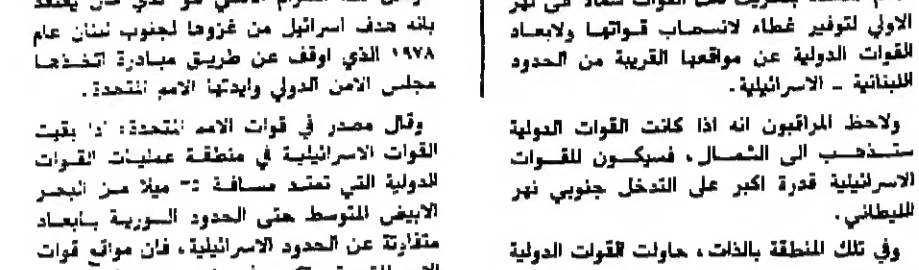 الاولي لتوفير غطاء لانسحاب قواتها ولابعاد
القوات الدولية عن مواقعها القريبة من الحدود
اللبنانية - الاسرائيلية.
ولاحظ المراقبون انه اذا كانت القوات الدولية
ستذهب الى الشمال، فسيكون للقوات
الاسرائيلية قدرة اكبر على التدخل جنوبي نهر
الليطاني.
وفي تلك المنطقة بالذات، حاولت القوات الدولية
بانه هدف اسرائيل من غزوها لجنوب لبنان عام
١٩٧٨ الذي اوقف عن طريق مبادرة اتخذها
مجلس الامن الدولي وايدتها الامم المتحدة.
وقال مصدر في قوات الامم المتحدة: اذا بقيت
القوات الاسرائيلية في منطقة عمليات القوات
الدولية التي تمتد مسافة ميلا من البحر
الابيض المتوسط حتى الحدود السورية بابعاد
متفاوتة عن الحدود الاسرائيلية، فان مواقع قوات